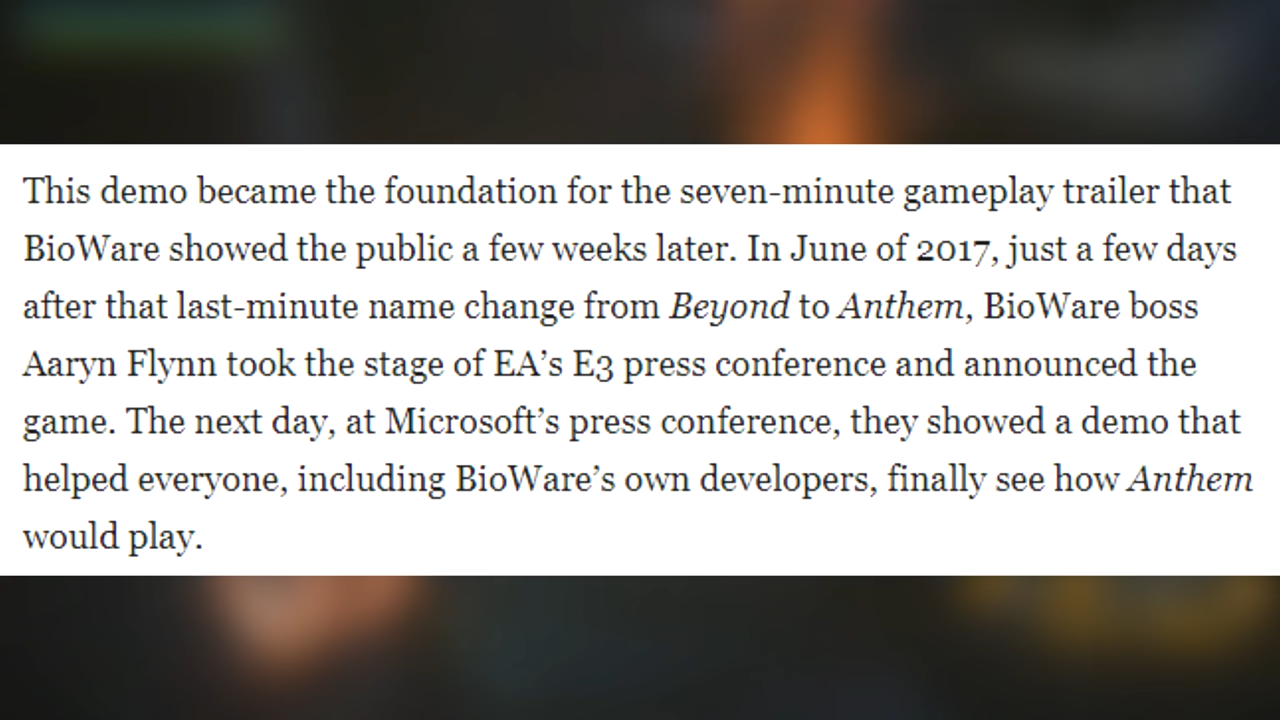 This demo became the foundation for the seven-minute gameplay trailer that
BioWare showed the public a few weeks later. In June of 2017, just a few days
after that last-minute name change from Beyond to Anthem, BioWare boss
Aaryn Flynn took the stage of EA’s E3 press conference and announced the
game. The next day, at Microsoft’s press conference, they showed a demo that
helped everyone, including BioWare’s own developers, finally see how Anthem
would play.